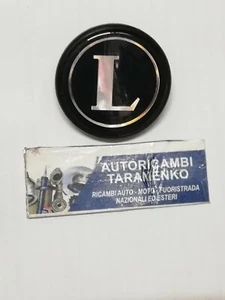 L
AUTORICAMBI
TARAMENKO
RICAMBI AUTO - MOTO - FUORISTRADA
NAZIONALI ED ESTERI